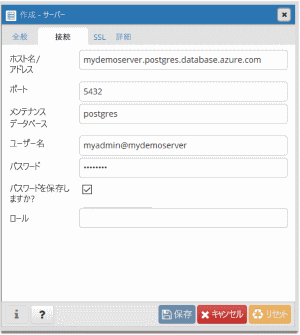 作成 - サーバー
全般 接続 SSL 詳細
ホスト名/
アドレス
mydemoserver.postgres.database.azure.com
ポート
5432
メンテナンス
データベース
postgres
ユーザー名
myadmin@mydemoserver
パスワード
••••••••
パスワードを保存し
ますか?
ロール
i ? 保存 キャンセル リセット